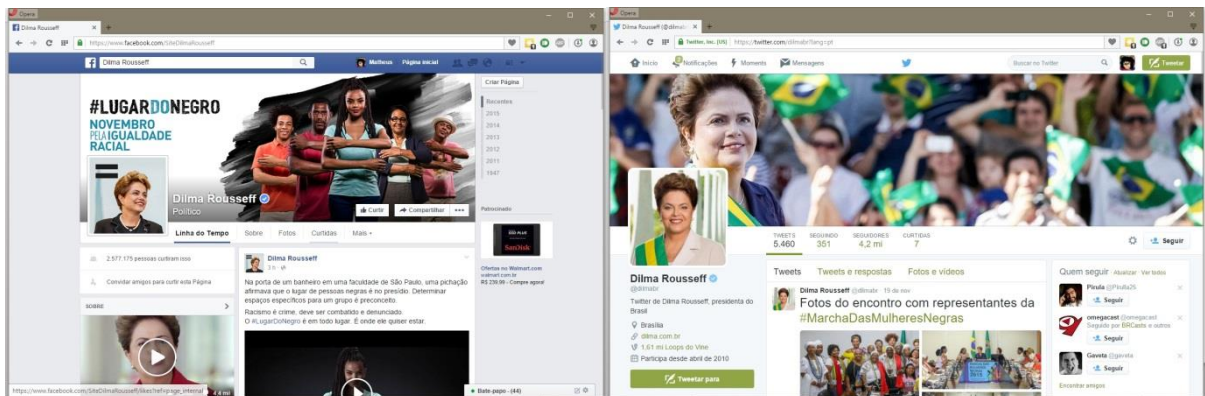 Opera
Dilma Rousseff
https://www.facebook.com/SiteDilmaRousseff
Dilma Rousseff
Matheus
Página inicial
Criar Página
#LUGARDONEGRO
NOVEMBRO
PELA IGUALDADE
RACIAL
Recentes
2015
2014
2013
2012
2011
1947
Dilma Rousseff
Político
Curtir
Compartilhar
Linha do Tempo Sobre Fotos Curtidas Mais
Patrocinado
SanDisk
Ofertas no Walmart.com
walmart.com.br
R$ 239,99 - Compre agora!
2.577.175 pessoas curtiram isso
Convidar amigos para curtir esta Página
SOBRE
Dilma Rousseff
3 h
Na porta de um banheiro em uma faculdade de São Paulo, uma pichação
afirmava que o lugar de pessoas negras é no presídio. Determinar
espaços específicos para um grupo é preconceito.
Racismo é crime, deve ser combatido e denunciado.
O #LugarDoNegro é em todo lugar. É onde ele quiser estar.
https://www.facebook.com/SiteDilmaRousseff/likes?ref=page_internal
4.4 mi
Bate-papo - (44)
Opera
Dilma Rousseff (@dilmab
Twitter, Inc. [US] https://twitter.com/dilmabr?lang=pt
Início Notificações Moments Mensagens
Buscar no Twitter
Tweetar
TWEETS SEGUINDO SEGUIDORES CURTIDAS
5.460 351 4,2 mi 7
Seguir
Dilma Rousseff
@dilmabr
Twitter de Dilma Rousseff, presidenta do
Brasil
Brasília
dilma.com.br
1,61 mi Loops do Vine
Participa desde abril de 2010
Tweetar para
Tweets Tweets e respostas Fotos e vídeos
Dilma Rousseff @dilmabr · 15 de nov
Fotos do encontro com representantes da
#MarchaDasMulheresNegras
Quem seguir Atualizar · Ver todos
Pirula @Pirulla25
Seguir
omegacast @omegacast
Seguido por BRCasts e outros
Seguir
Gaveta @gaveta
Seguir
Encontrar amigos